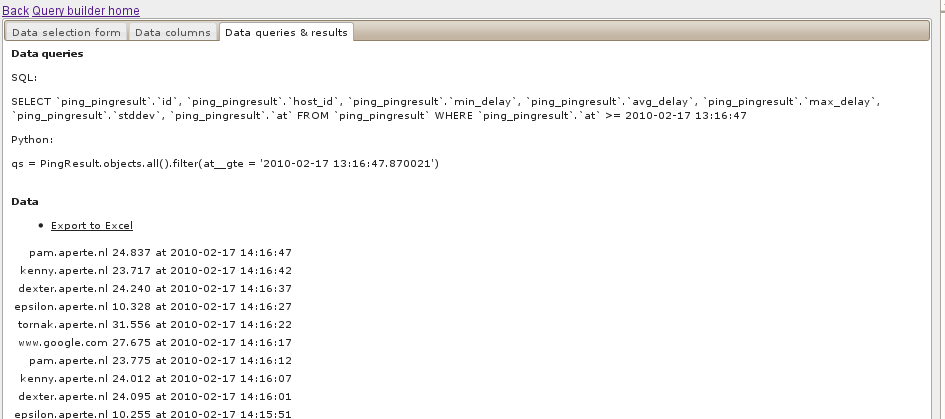 Back Query builder home
Data selection form Data columns Data queries & results
Data queries
SQL:
SELECT `ping_pingresult`.`id`, `ping_pingresult`.`host_id`, `ping_pingresult`.`min_delay`, `ping_pingresult`.`avg_delay`, `ping_pingresult`.`max_delay`,
`ping_pingresult`.`stddev`, `ping_pingresult`.`at` FROM `ping_pingresult` WHERE `ping_pingresult`.`at` >= 2010-02-17 13:16:47
Python:
qs = PingResult.objects.all().filter(at__gte = '2010-02-17 13:16:47.870021')
Data
• Export to Excel
pam.aperte.nl 24.837 at 2010-02-17 14:16:47
kenny.aperte.nl 23.717 at 2010-02-17 14:16:42
dexter.aperte.nl 24.240 at 2010-02-17 14:16:37
epsilon.aperte.nl 10.328 at 2010-02-17 14:16:27
tornak.aperte.nl 31.556 at 2010-02-17 14:16:22
www.google.com 27.675 at 2010-02-17 14:16:17
pam.aperte.nl 23.775 at 2010-02-17 14:16:12
kenny.aperte.nl 24.012 at 2010-02-17 14:16:07
dexter.aperte.nl 24.095 at 2010-02-17 14:16:01
epsilon.aperte.nl 10.255 at 2010-02-17 14:15:51